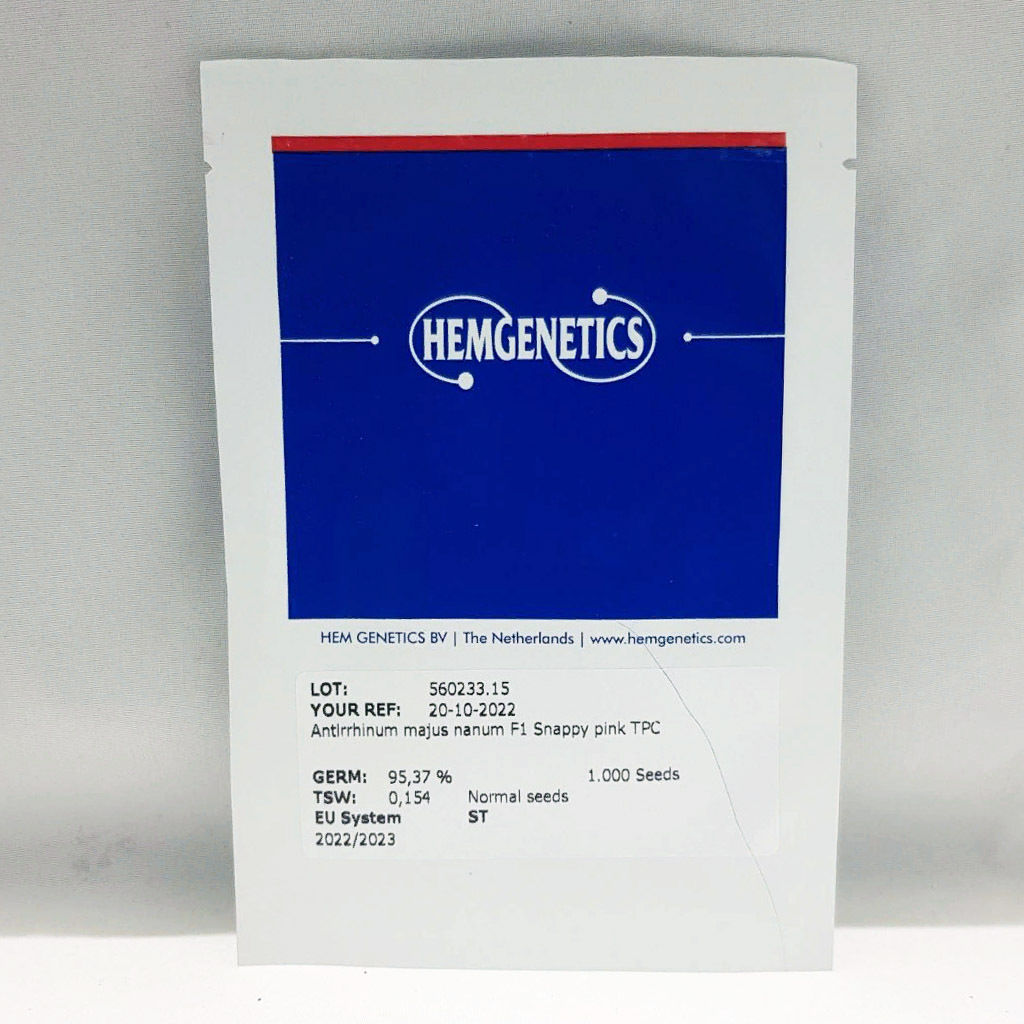 HEMGENETICS
HEM GENETICS BV | The Netherlands | www.hemgenetics.com
LOT: 560233.15
YOUR REF: 20-10-2022
Antirrhinum majus nanum F1 Snappy pink TPC
GERM: 95,37 % 1.000 Seeds
TSW: 0,154 Normal seeds
EU System ST
2022/2023